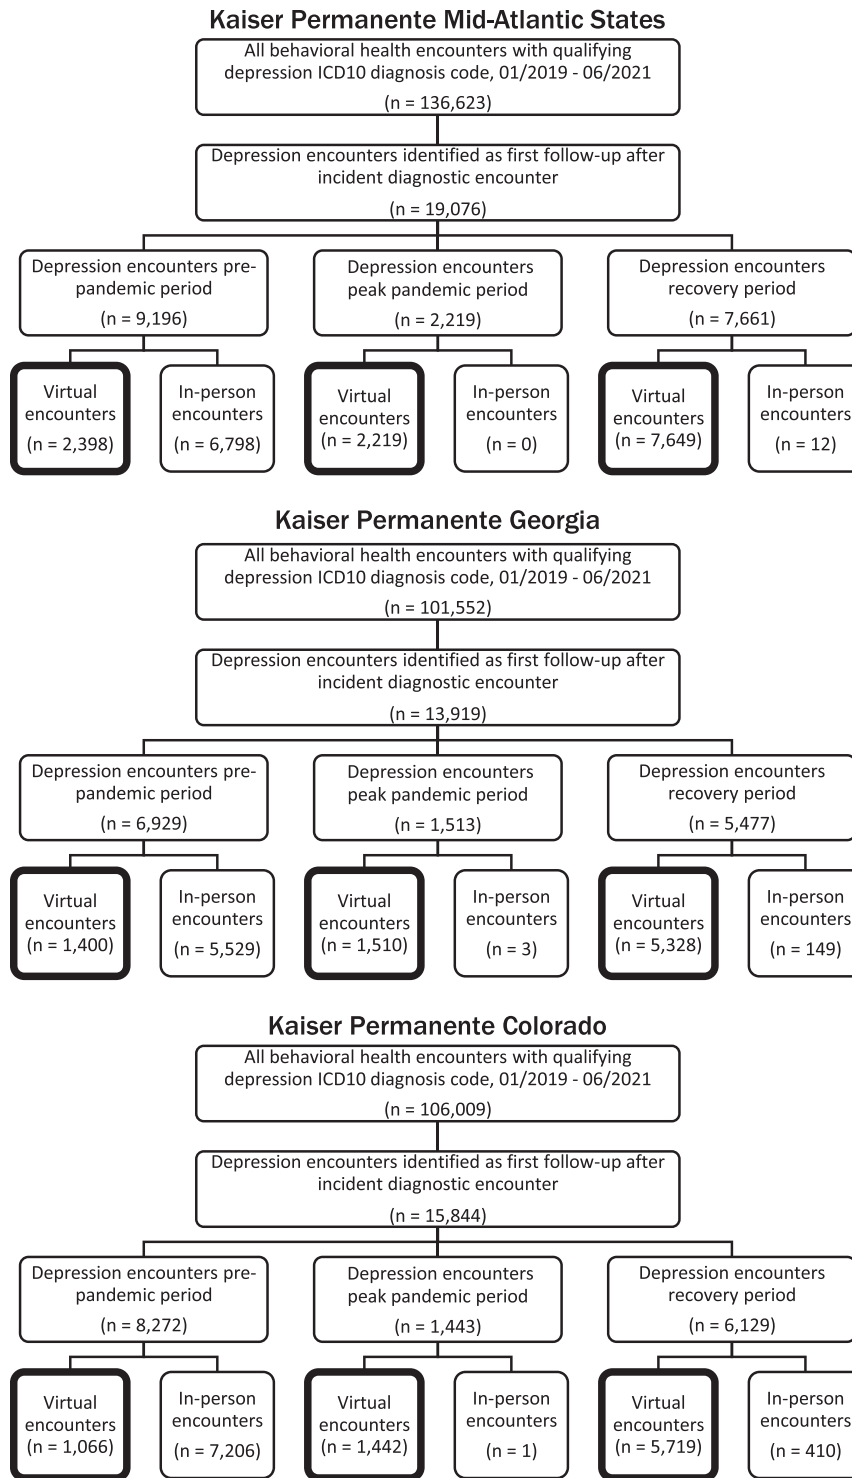 Kaiser Permanente Mid-Atlantic States
All behavioral health encounters with qualifying
depression ICD10 diagnosis code, 01/2019 - 06/2021
(n = 136,623)
Depression encounters identified as first follow-up after
incident diagnostic encounter
(n = 19,076)
Depression encounters pre-
pandemic period
(n = 9,196)
Depression encounters
peak pandemic period
(n = 2,219)
Depression encounters
recovery period
(n = 7,661)
Virtual
encounters
(n = 2,398)
In-person
encounters
(n = 6,798)
Virtual
encounters
(n = 2,219)
In-person
encounters
(n = 0)
Virtual
encounters
(n = 7,649)
In-person
encounters
(n = 12)
Kaiser Permanente Georgia
All behavioral health encounters with qualifying
depression ICD10 diagnosis code, 01/2019 - 06/2021
(n = 101,552)
Depression encounters identified as first follow-up after
incident diagnostic encounter
(n = 13,919)
Depression encounters pre-
pandemic period
(n = 6,929)
Depression encounters
peak pandemic period
(n = 1,513)
Depression encounters
recovery period
(n = 5,477)
Virtual
encounters
(n = 1,400)
In-person
encounters
(n = 5,529)
Virtual
encounters
(n = 1,510)
In-person
encounters
(n = 3)
Virtual
encounters
(n = 5,328)
In-person
encounters
(n = 149)
Kaiser Permanente Colorado
All behavioral health encounters with qualifying
depression ICD10 diagnosis code, 01/2019 - 06/2021
(n = 106,009)
Depression encounters identified as first follow-up after
incident diagnostic encounter
(n = 15,844)
Depression encounters pre-
pandemic period
(n = 8,272)
Depression encounters
peak pandemic period
(n = 1,443)
Depression encounters
recovery period
(n = 6,129)
Virtual
encounters
(n = 1,066)
In-person
encounters
(n = 7,206)
Virtual
encounters
(n = 1,442)
In-person
encounters
(n = 1)
Virtual
encounters
(n = 5,719)
In-person
encounters
(n = 410)